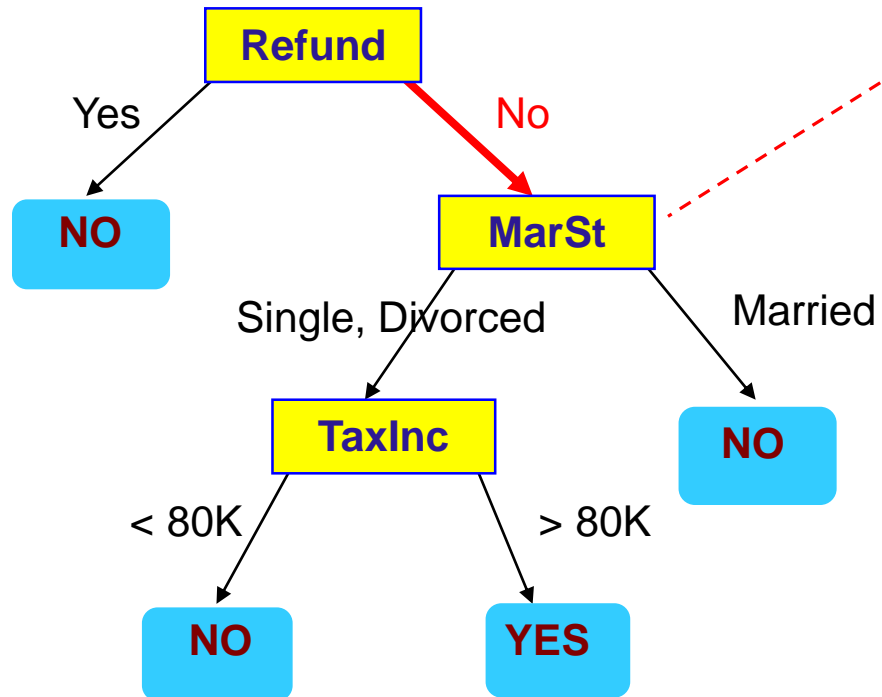 Refund
Yes
No
NO
MarSt
Single, Divorced
Married
TaxInc
NO
< 80K
> 80K
NO
YES